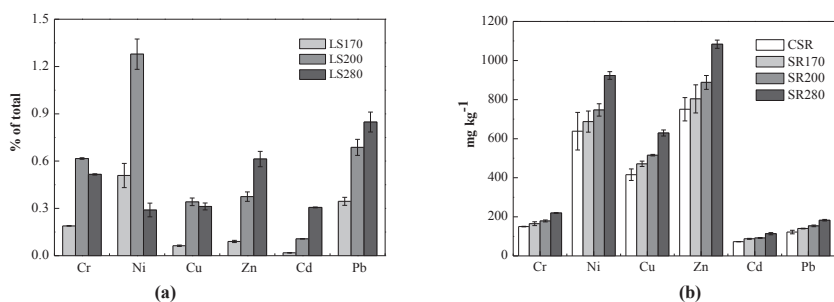 1.5
1.2
0.9
0.6
0.3
0.0
% of total
LS170
LS200
LS280
Cr Ni Cu Zn Cd Pb
(a)
1200
1000
800
600
400
200
0
mg kg-1
CSR
SR170
SR200
SR280
Cr Ni Cu Zn Cd Pb
(b)